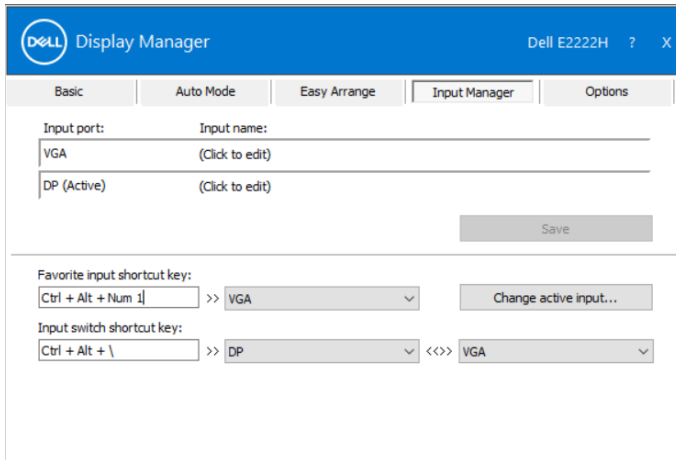 DELL Display Manager Dell E2222H ? X
Basic Auto Mode Easy Arrange Input Manager Options
Input port: Input name:
VGA (Click to edit)
DP (Active) (Click to edit)
Save
Favorite input shortcut key:
Ctrl + Alt + Num 1 >> VGA Change active input...
Input switch shortcut key:
Ctrl + Alt + \ >> DP <<>> VGA